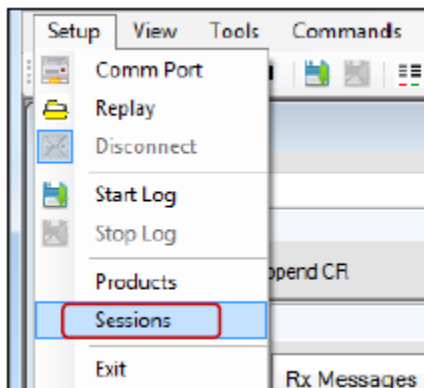 Setup View Tools Commands
Comm Port
Replay
Disconnect
Start Log
Stop Log
Products
ppend CR
Sessions
Exit
Rx Messages